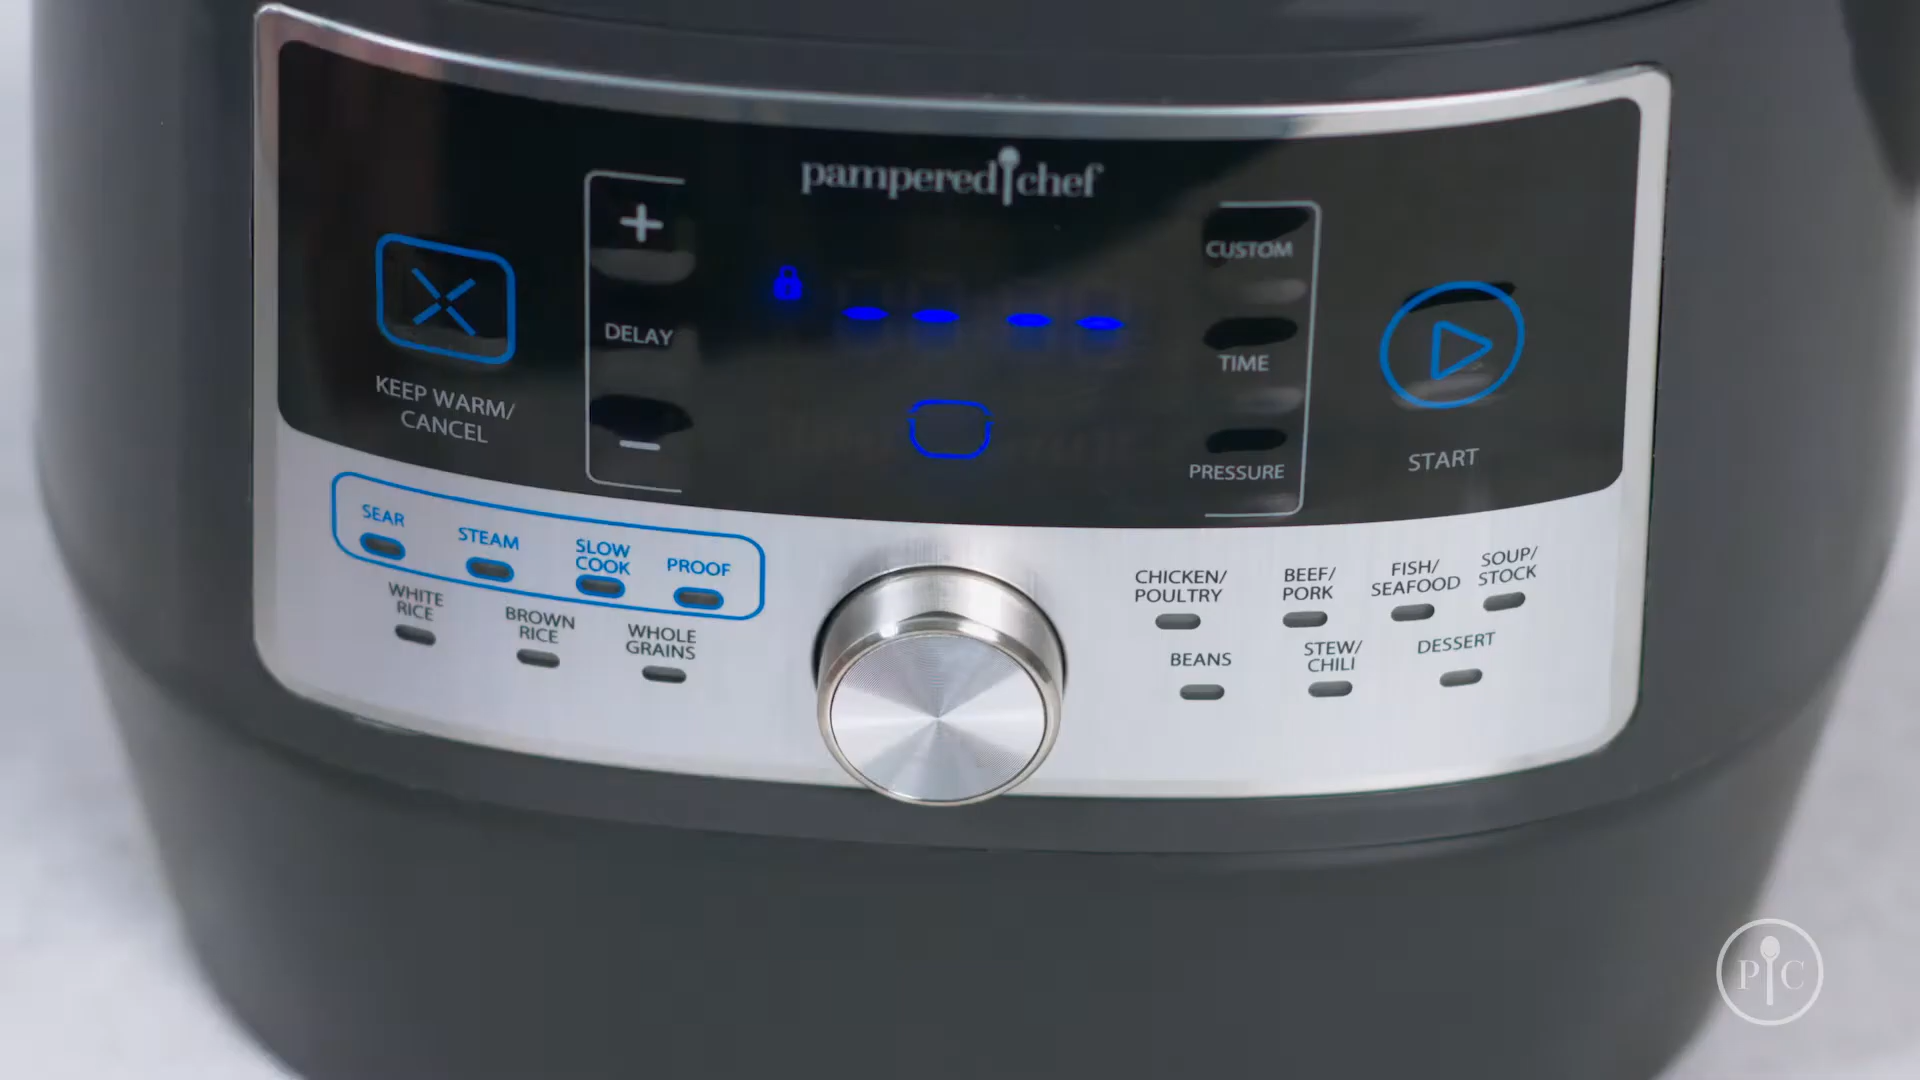 pampered chef
+
DELAY
−
KEEP WARM/
CANCEL
CUSTOM
TIME
PRESSURE
START
SEAR
STEAM
SLOW
COOK
PROOF
WHITE
RICE
BROWN
RICE
WHOLE
GRAINS
CHICKEN/
POULTRY
BEEF/
PORK
FISH/
SEAFOOD
SOUP/
STOCK
BEANS
STEW/
CHILI
DESSERT
PC